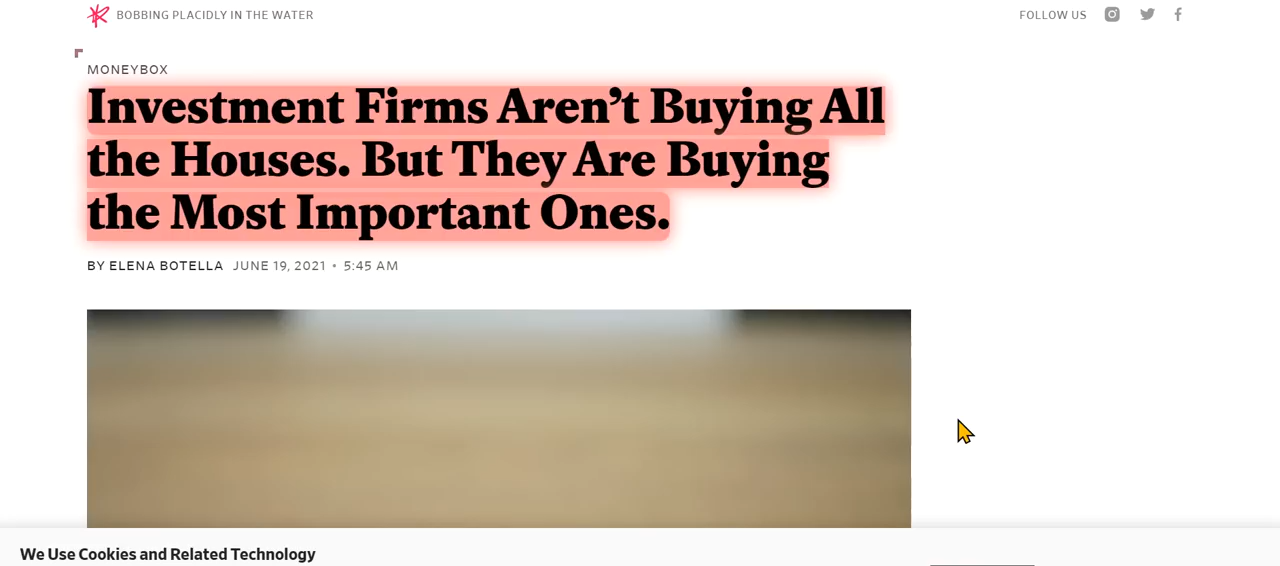 BOBBING PLACIDLY IN THE WATER
FOLLOW US
MONEYBOX
Investment Firms Aren’t Buying All
the Houses. But They Are Buying
the Most Important Ones.
BY ELENA BOTELLA JUNE 19, 2021 • 5:45 AM
We Use Cookies and Related Technology